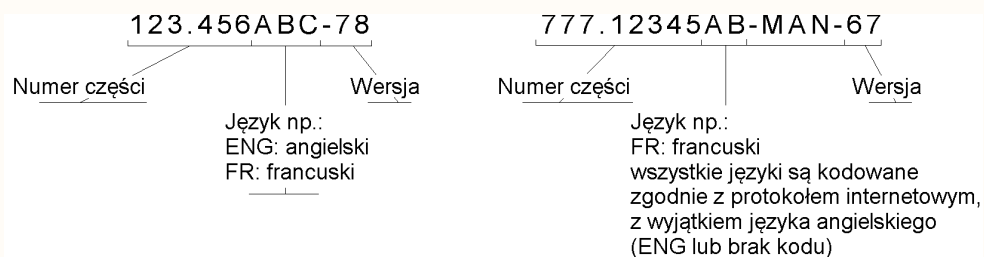 123.456ABC-78
Numer części
Wersja
Język np.:
ENG: angielski
FR: francuski
777.12345AB-MAN-67
Numer części
Wersja
Język np.:
FR: francuski
wszystkie języki są kodowane
zgodnie z protokołem internetowym,
z wyjątkiem języka angielskiego
(ENG lub brak kodu)